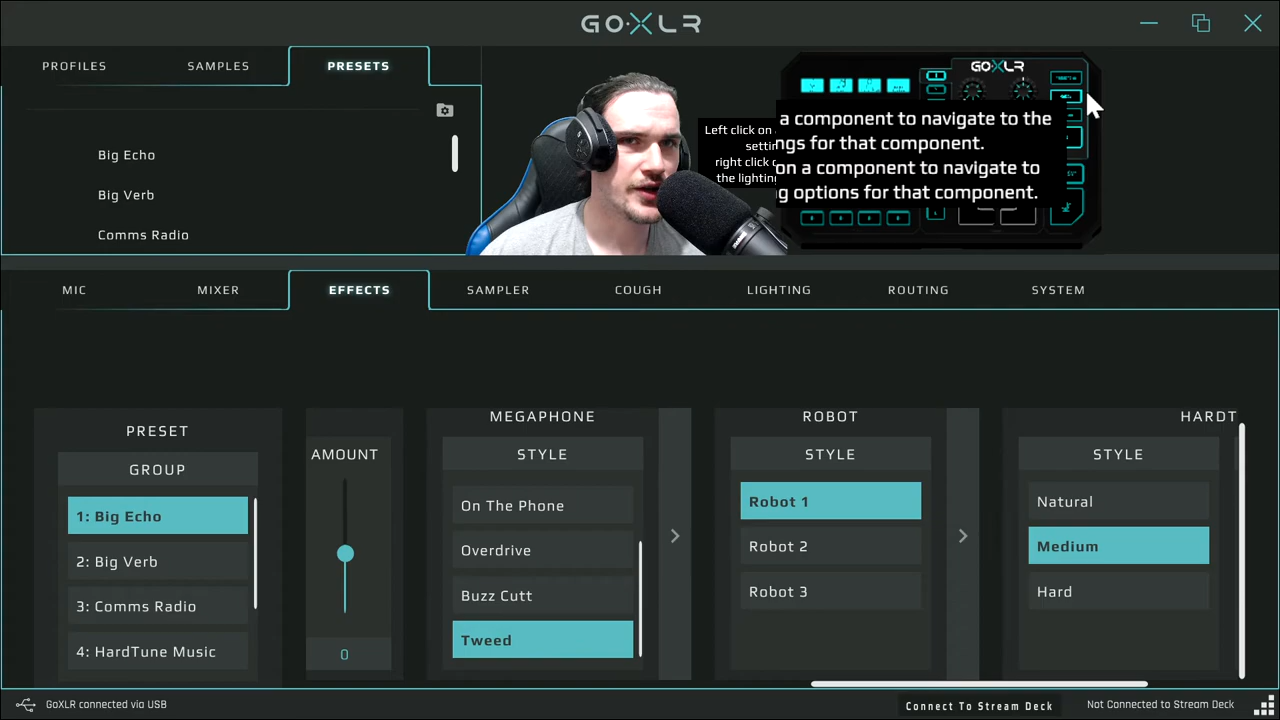 GO·XLR
PROFILES
SAMPLES
PRESETS
Big Echo
Big Verb
Comms Radio
GO·XLR
Left click on
settin
right click
the lighting
a component to navigate to the
ngs for that component.
on a component to navigate to
g options for that component.
MIC
MIXER
EFFECTS
SAMPLER
COUGH
LIGHTING
ROUTING
SYSTEM
PRESET
GROUP
1: Big Echo
2: Big Verb
3: Comms Radio
4: HardTune Music
AMOUNT
0
MEGAPHONE
STYLE
On The Phone
Overdrive
Buzz Cutt
Tweed
ROBOT
STYLE
Robot 1
Robot 2
Robot 3
HARDT
STYLE
Natural
Medium
Hard
GoXLR connected via USB
Connect To Stream Deck
Not Connected to Stream Deck